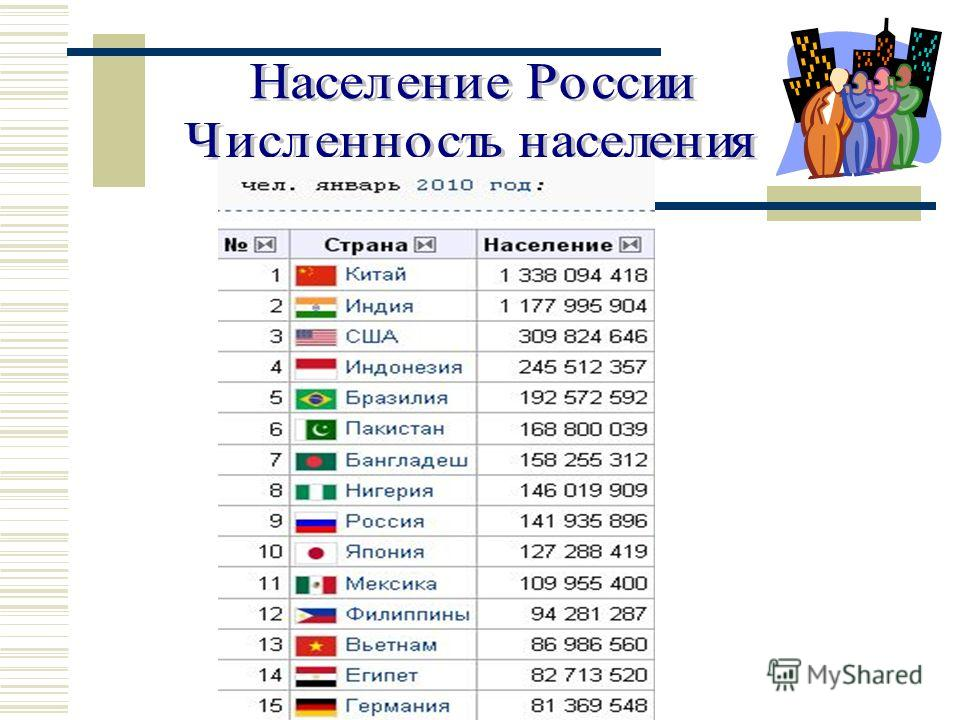 Население России
Численность населения
чел. январь 2010 год:
№ Страна Население
1 Китай 1 338 094 418
2 Индия 1 177 995 904
3 США 309 824 646
4 Индонезия 245 512 357
5 Бразилия 192 572 592
6 Пакистан 168 800 039
7 Бангладеш 158 255 312
8 Нигерия 146 019 909
9 Россия 141 935 896
10 Япония 127 288 419
11 Мексика 109 955 400
12 Филиппины 94 281 287
13 Вьетнам 86 986 560
14 Египет 82 713 520
15 Германия 81 369 548
MyShared